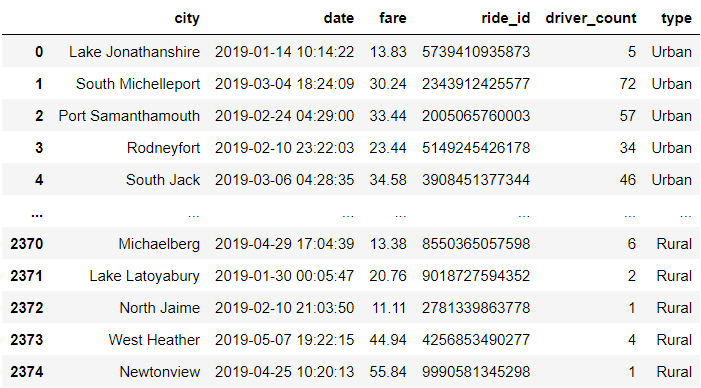 city date fare ride_id driver_count type
0 Lake Jonathanshire 2019-01-14 10:14:22 13.83 5739410935873 5 Urban
1 South Michelleport 2019-03-04 18:24:09 30.24 2343912425577 72 Urban
2 Port Samanthamouth 2019-02-24 04:29:00 33.44 2005065760003 57 Urban
3 Rodneyfort 2019-02-10 23:22:03 23.44 5149245426178 34 Urban
4 South Jack 2019-03-06 04:28:35 34.58 3908451377344 46 Urban
... ... ... ... ... ... ...
2370 Michaelberg 2019-04-29 17:04:39 13.38 8550365057598 6 Rural
2371 Lake Latoyabury 2019-01-30 00:05:47 20.76 9018727594352 2 Rural
2372 North Jaime 2019-02-10 21:03:50 11.11 2781339863778 1 Rural
2373 West Heather 2019-05-07 19:22:15 44.94 4256853490277 4 Rural
2374 Newtonview 2019-04-25 10:20:13 55.84 9990581345298 1 Rural